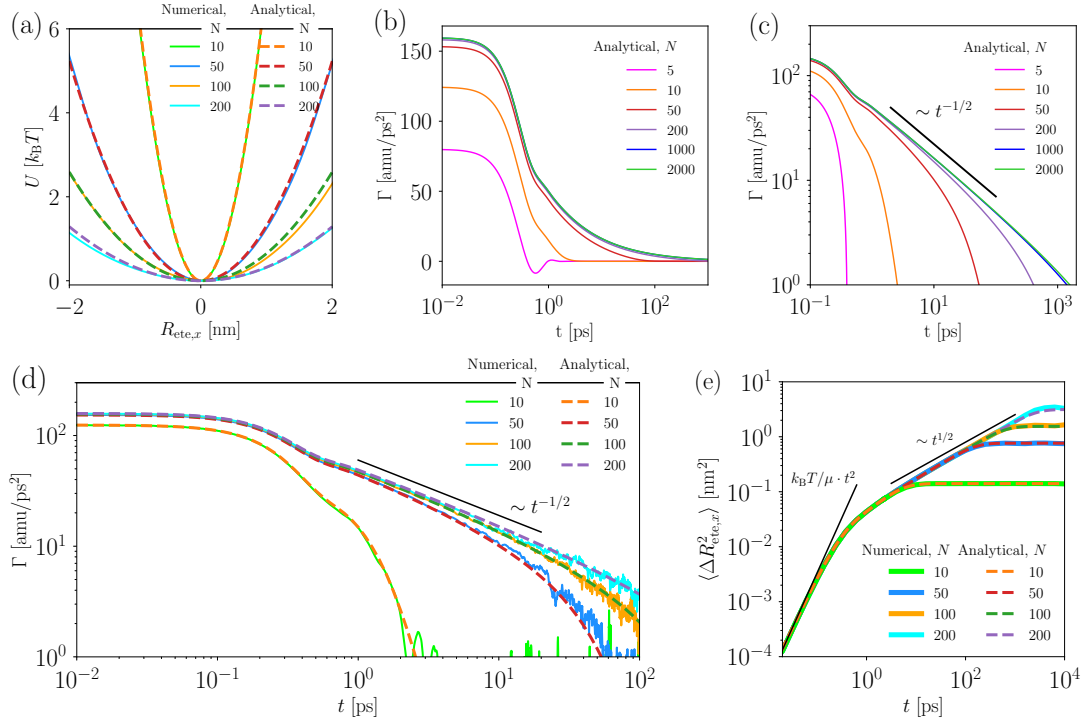 (a)
Numerical,
Analytical,
N
N
10
10
50
50
100
100
200
200
6
4
2
0
U [k_BT]
−2
0
2
R_ete,x [nm]
(b)
Analytical, N
5
10
50
200
1000
2000
150
100
50
0
Γ [amu/ps²]
10⁻²
10⁰
10²
t [ps]
(c)
Analytical, N
5
10
50
200
1000
2000
∼ t^−1/2
10²
10¹
10⁰
Γ [amu/ps²]
10⁻¹
10¹
10³
t [ps]
(d)
Numerical,
Analytical,
N
N
10
10
50
50
100
100
200
200
∼ t^−1/2
10²
10¹
10⁰
Γ [amu/ps²]
10⁻²
10⁻¹
10⁰
10¹
10²
t [ps]
(e)
∼ t^1/2
k_BT/μ · t²
Numerical, N
Analytical, N
10
10
50
50
100
100
200
200
10¹
10⁰
10⁻¹
10⁻²
10⁻³
10⁻⁴
⟨ΔR²_ete,x⟩ [nm²]
10⁰
10²
10⁴
t [ps]